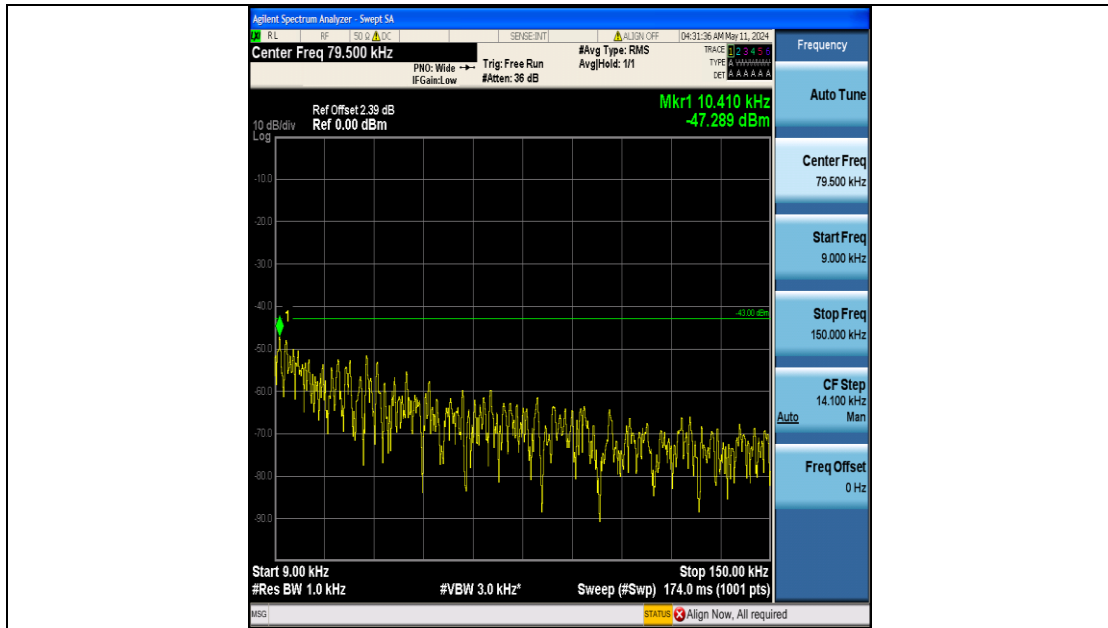 Agilent Spectrum Analyzer - Swept SA
RL RF 50 Ω DC SENSE:INT ALIGN OFF 04:31:36 AM May 11, 2024
Center Freq 79.500 kHz
PNO: Wide
IFGain:Low
Trig: Free Run
#Atten: 36 dB
#Avg Type: RMS
Avg|Hold: 1/1
TRACE 1 2 3 4 5 6
TYPE A WWWWW
DET A A A A A A
Mkr1 10.410 kHz
-47.289 dBm
Ref Offset 2.39 dB
10 dB/div Ref 0.00 dBm
Log
-10.0
-20.0
-30.0
-40.0
1
-43.00 dBm
-50.0
-60.0
-70.0
-80.0
-90.0
Start 9.00 kHz Stop 150.00 kHz
#Res BW 1.0 kHz #VBW 3.0 kHz* Sweep (#Swp) 174.0 ms (1001 pts)
MSG STATUS Align Now, All required
Frequency
Auto Tune
Center Freq
79.500 kHz
Start Freq
9.000 kHz
Stop Freq
150.000 kHz
CF Step
14.100 kHz
Auto Man
Freq Offset
0 Hz